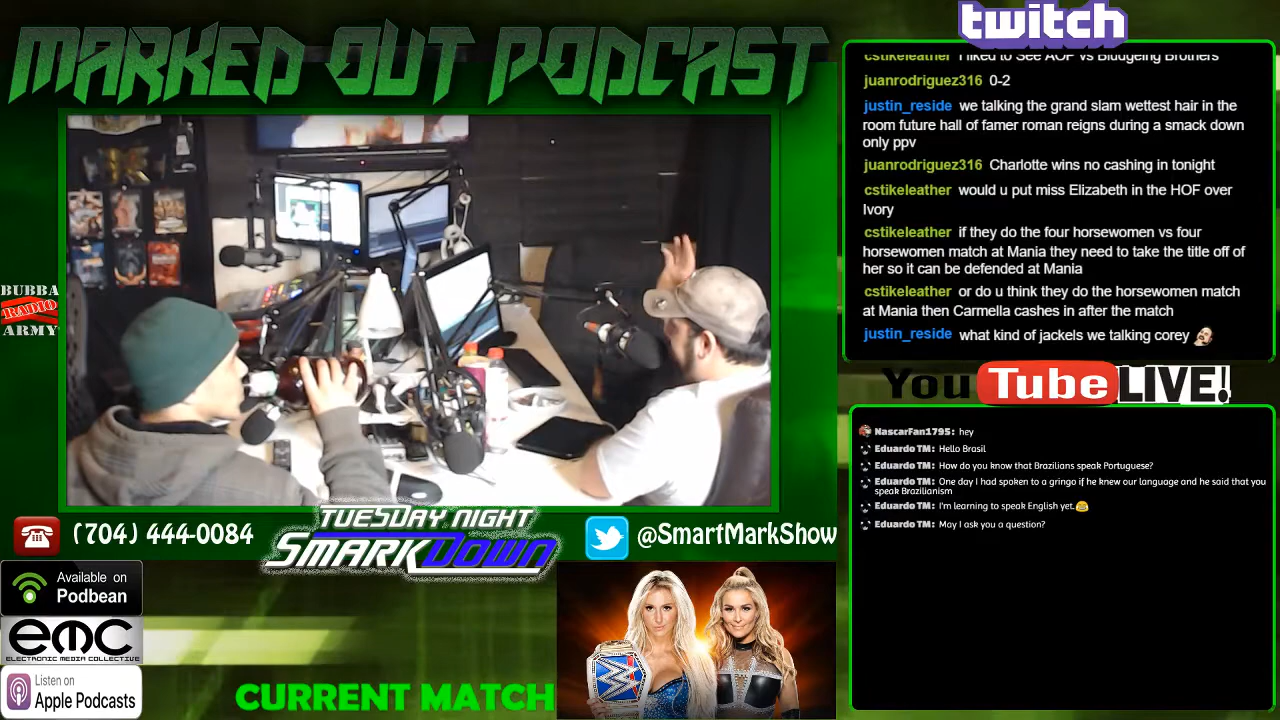 MARKED OUT PODCAST
twitch
cstikeleather I liked to See AOP vs Bludgeing Brothers
juanrodriguez316 0-2
justin_reside we talking the grand slam wettest hair in the
room future hall of famer roman reigns during a smack down
only ppv
juanrodriguez316 Charlotte wins no cashing in tonight
cstikeleather would u put miss Elizabeth in the HOF over
Ivory
cstikeleather if they do the four horsewomen vs four
horsewomen match at Mania they need to take the title off of
her so it can be defended at Mania
cstikeleather or do u think they do the horsewomen match
at Mania then Carmella cashes in after the match
justin_reside what kind of jackels we talking corey
BUBBA
RADIO
ARMY
You Tube LIVE!
NascarFan1795: hey
Eduardo TM: Hello Brasil
Eduardo TM: How do you know that Brazilians speak Portuguese?
Eduardo TM: One day I had spoken to a gringo if he knew our language and he said that you
speak Brazilianism
Eduardo TM: I'm learning to speak English yet.
Eduardo TM: May I ask you a question?
(704) 444-0084
TUESDAY NIGHT
SMARKDOWN
@SmartMarkShow
Available on
Podbean
emc
ELECTRONIC MEDIA COLLECTIVE
Listen on
Apple Podcasts
CURRENT MATCH